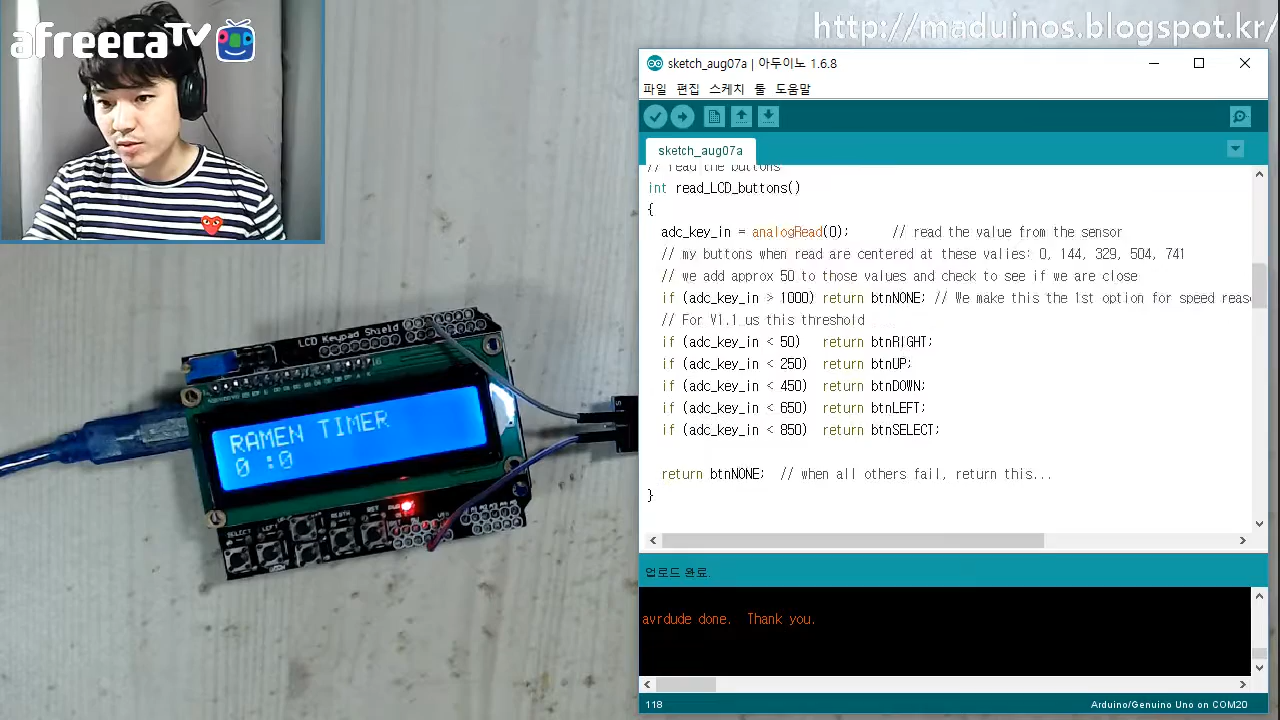 afreecaTV
http://maduinos.blogspot.kr/
sketch_aug07a | 아두이노 1.6.8
파일 편집 스케치 툴 도움말
sketch_aug07a
// read the buttons
int read_LCD_buttons()
{
adc_key_in = analogRead(0); // read the value from the sensor
// my buttons when read are centered at these valies: 0, 144, 329, 504, 741
// we add approx 50 to those values and check to see if we are close
if (adc_key_in > 1000) return btnNONE; // We make this the 1st option for speed reas
// For V1.1 us this threshold
if (adc_key_in < 50) return btnRIGHT;
if (adc_key_in < 250) return btnUP;
if (adc_key_in < 450) return btnDOWN;
if (adc_key_in < 650) return btnLEFT;
if (adc_key_in < 850) return btnSELECT;
return btnNONE; // when all others fail, return this...
}
업로드 완료.
avrdude done. Thank you.
118
Arduino/Genuino Uno on COM20
LCD Keypad Shield
RAMEN TIMER
0 :0
SELECT
LEFT
RST